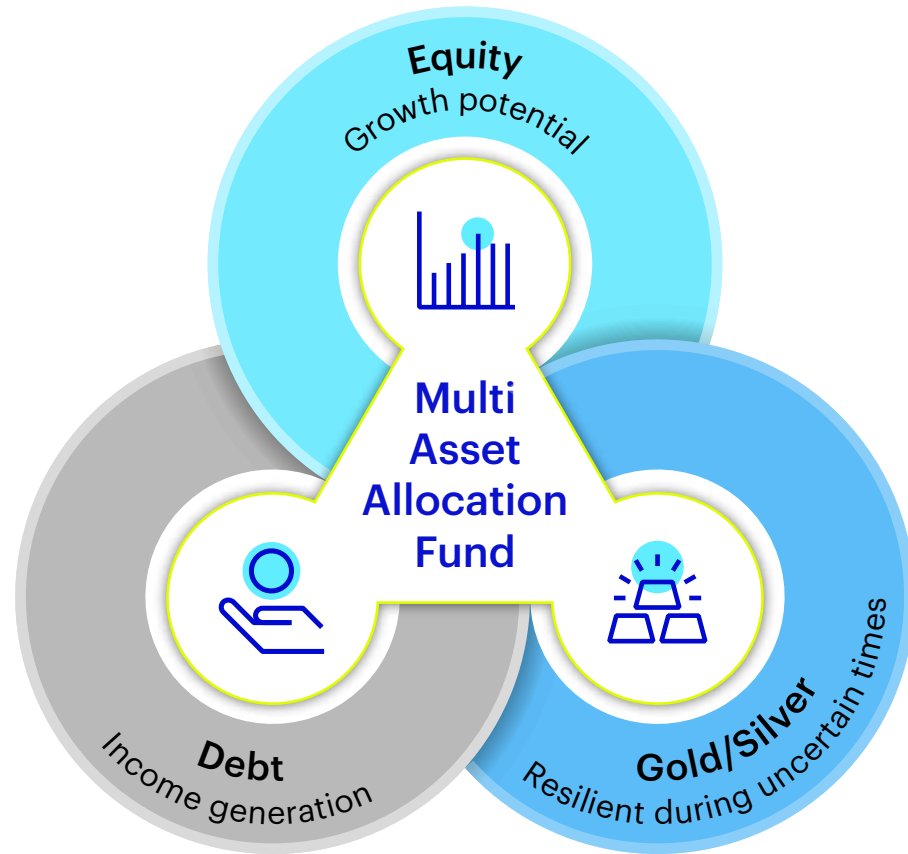 Equity
Growth potential
Multi
Asset
Allocation
Fund
Debt
Income generation
Gold/Silver
Resilient during uncertain times